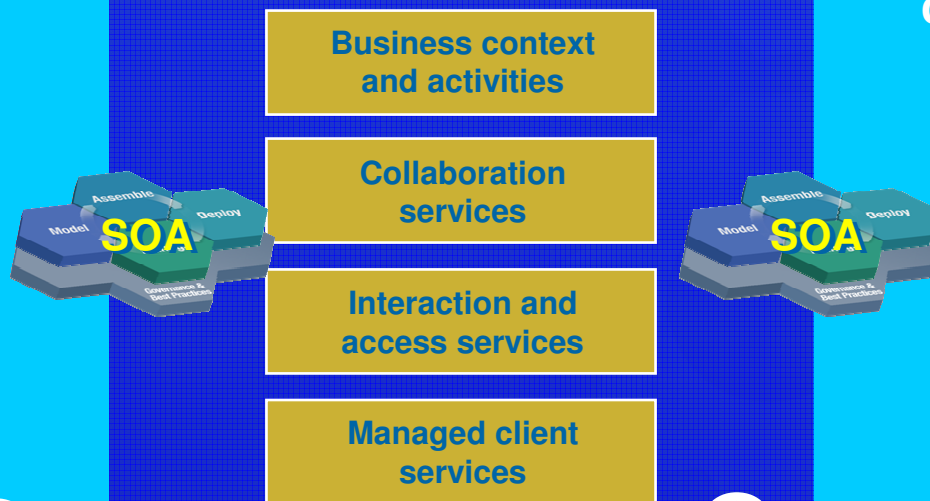 Business context
and activities
Collaboration
services
Assemble
Model
Deploy
SOA
Governance &
Best Practices
Assemble
Model
Deploy
SOA
Governance &
Best Practices
Interaction and
access services
Managed client
services